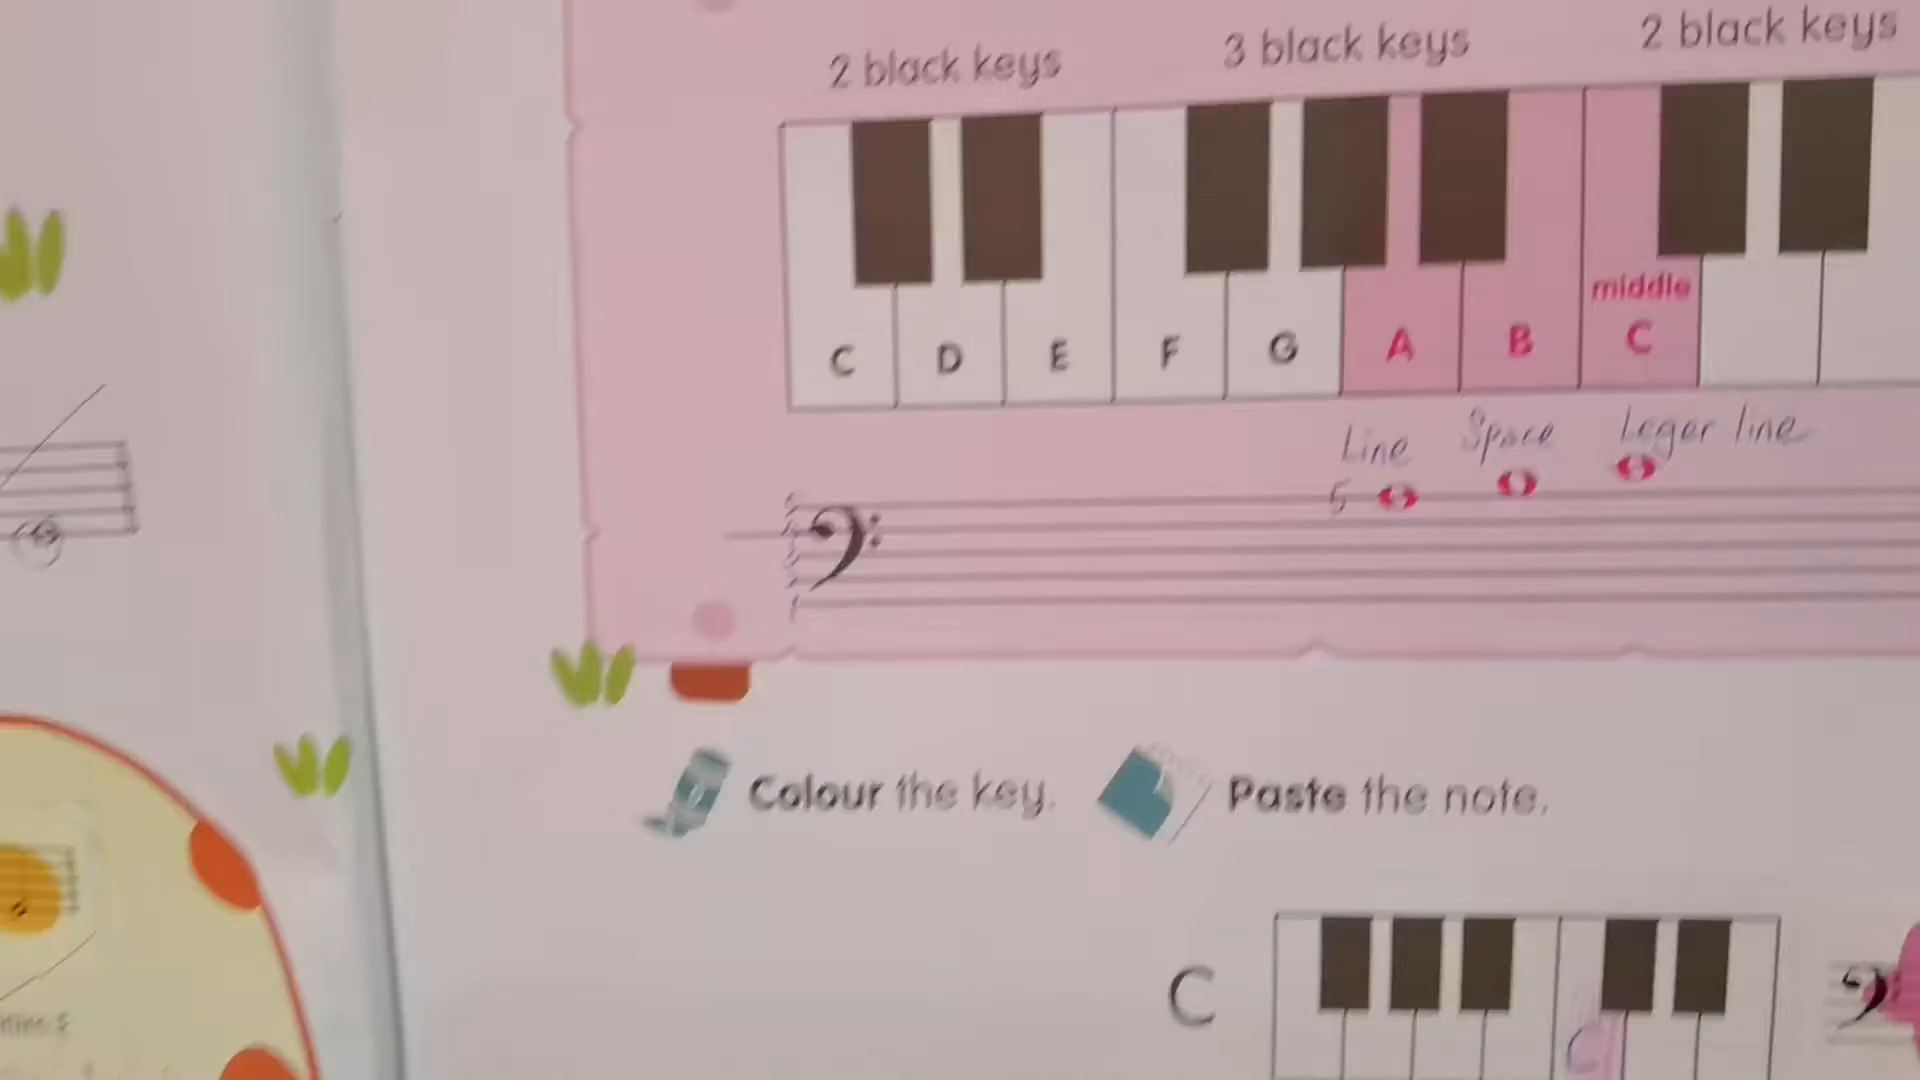 2 black keys 3 black keys 2 black keys
middle
C D E F G A B C
Line Space Leger line
5
Colour the key. Paste the note.
C
C